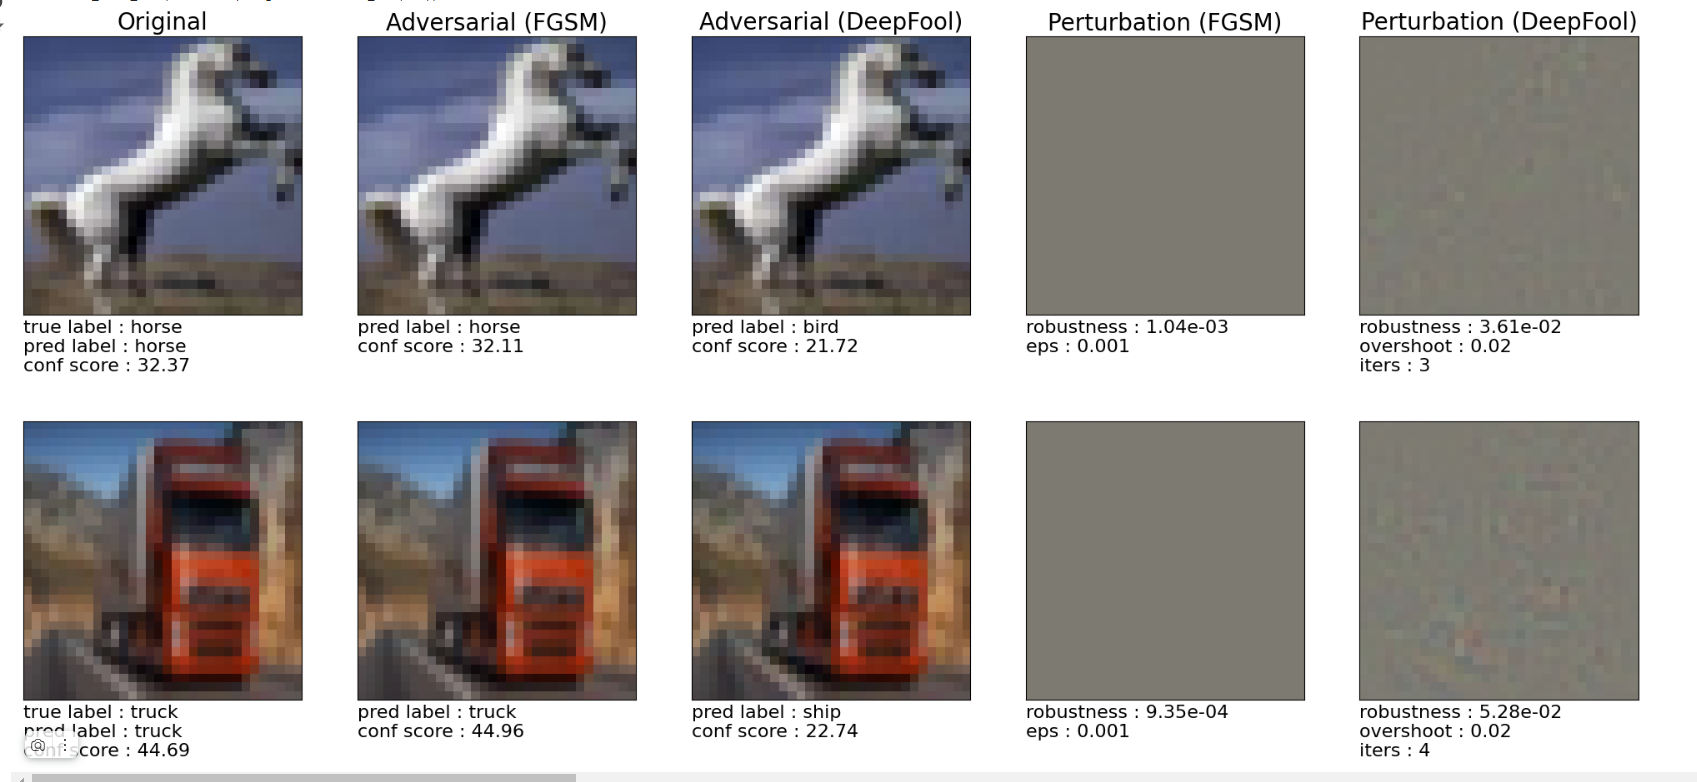 Original
Adversarial (FGSM)
Adversarial (DeepFool)
Perturbation (FGSM)
Perturbation (DeepFool)
true label : horse
pred label : horse
conf score : 32.37
pred label : horse
conf score : 32.11
pred label : bird
conf score : 21.72
robustness : 1.04e-03
eps : 0.001
robustness : 3.61e-02
overshoot : 0.02
iters : 3
true label : truck
pred label : truck
conf score : 44.69
pred label : truck
conf score : 44.96
pred label : ship
conf score : 22.74
robustness : 9.35e-04
eps : 0.001
robustness : 5.28e-02
overshoot : 0.02
iters : 4